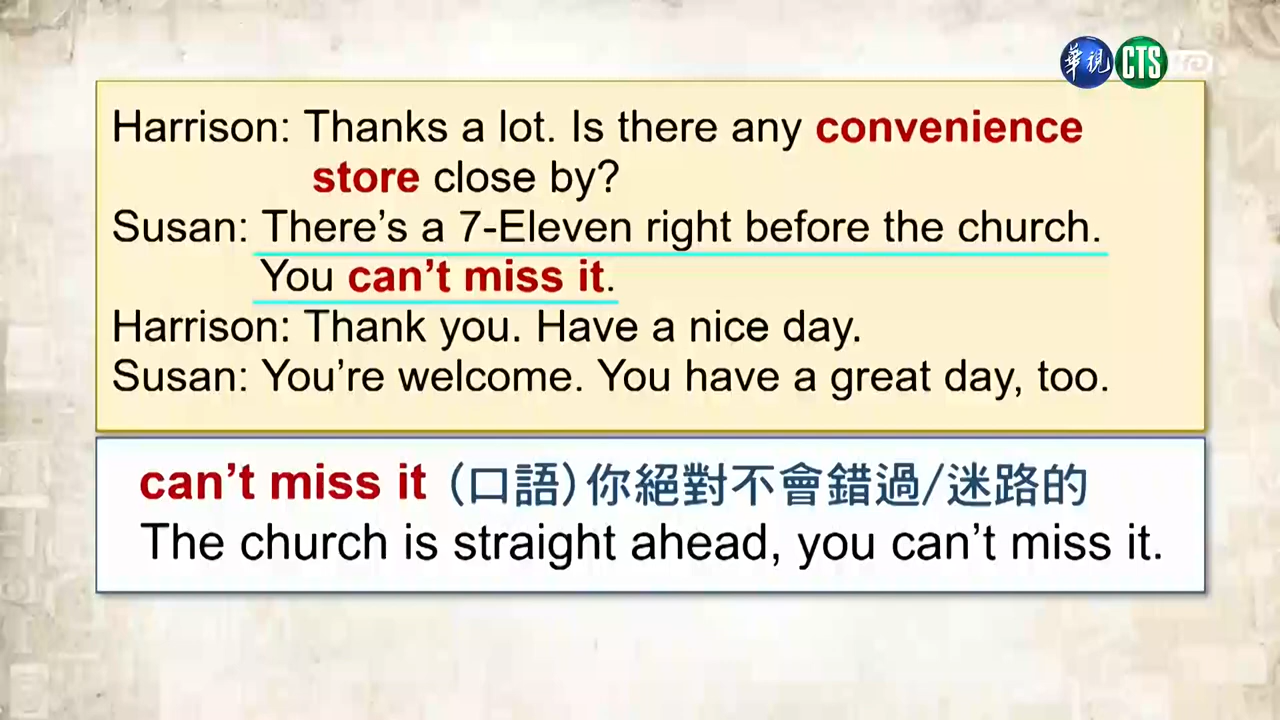 華視 CTS HD
Harrison: Thanks a lot. Is there any convenience
store close by?
Susan: There’s a 7-Eleven right before the church.
You can’t miss it.
Harrison: Thank you. Have a nice day.
Susan: You’re welcome. You have a great day, too.
can’t miss it (口語)你絕對不會錯過/迷路的
The church is straight ahead, you can’t miss it.